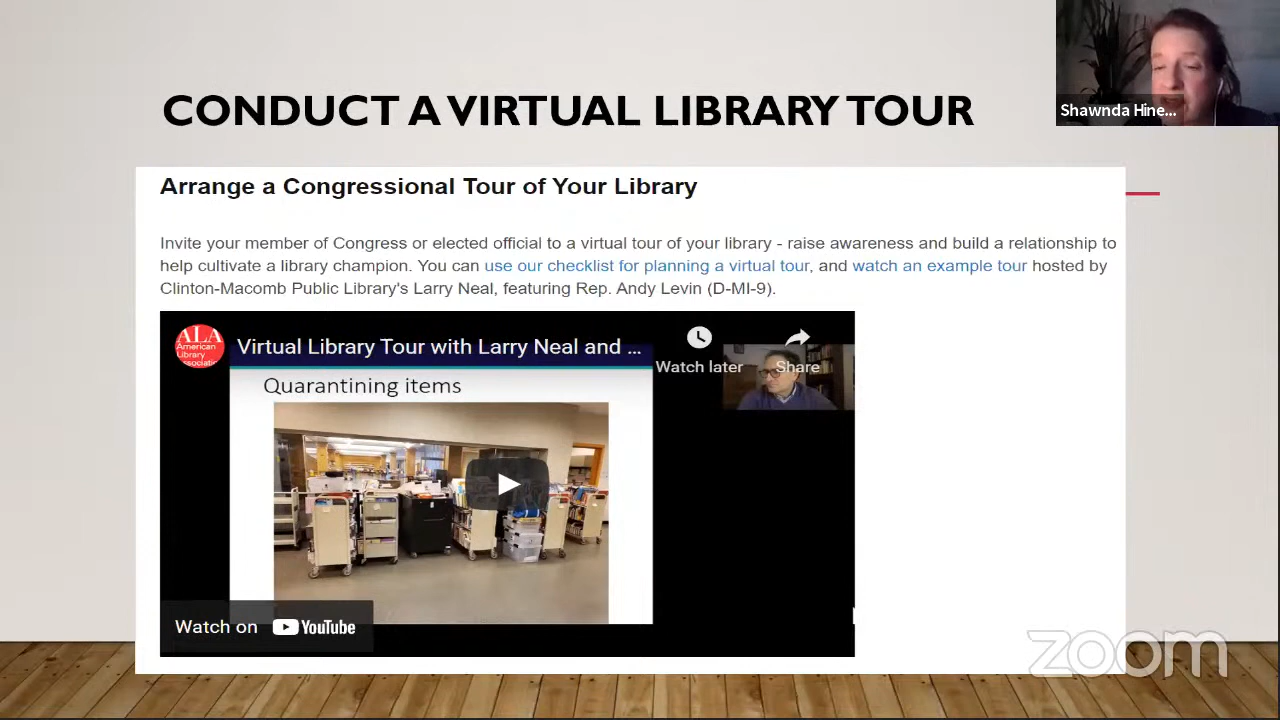 CONDUCT A VIRTUAL LIBRARY TOUR
Shawnda Hine...
Arrange a Congressional Tour of Your Library
Invite your member of Congress or elected official to a virtual tour of your library - raise awareness and build a relationship to
help cultivate a library champion. You can use our checklist for planning a virtual tour, and watch an example tour hosted by
Clinton-Macomb Public Library's Larry Neal, featuring Rep. Andy Levin (D-MI-9).
ALA
American
Library
Associatio
Virtual Library Tour with Larry Neal and ...
Watch later
Share
Quarantining items
Watch on YouTube
zoom